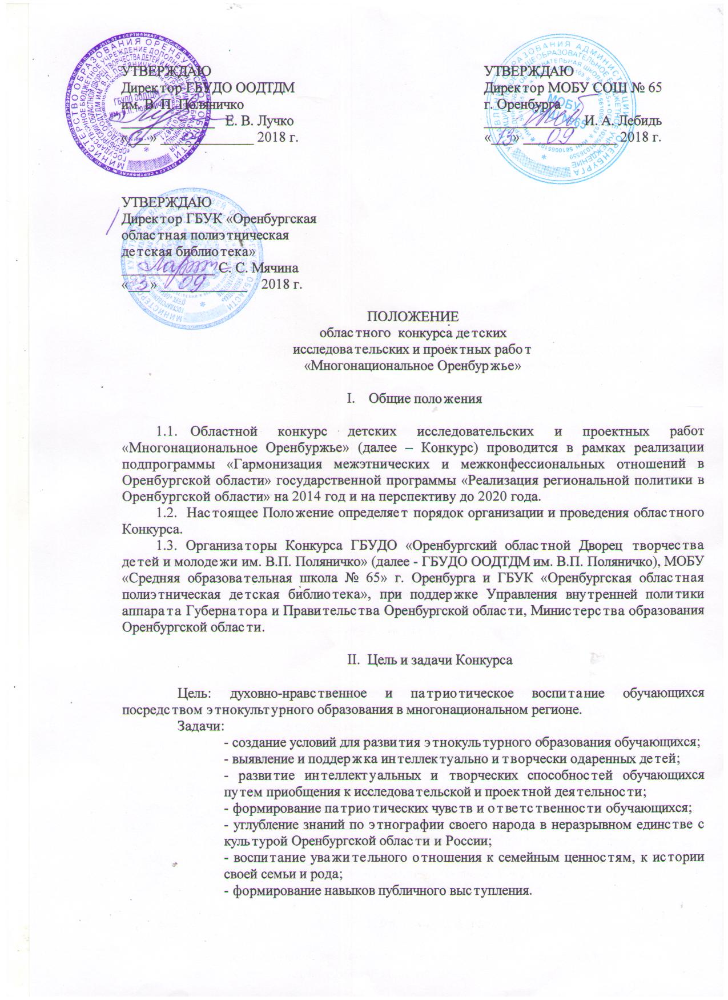 УТВЕРЖДАЮ
Директор ГБУДО ООДТДМ
им. В. П. Поляничко
Е. В. Лучко
«3» 2018 г.
УТВЕРЖДАЮ
Директор МОБУ СОШ № 65
г. Оренбурга
И. А. Лебидь
«13» 09 2018 г.
УТВЕРЖДАЮ
Директор ГБУК «Оренбургская
областная полиэтническая
детская библиотека»
С. С. Мячина
«3» 09 2018 г.
ПОЛОЖЕНИЕ
областного конкурса детских
исследовательских и проектных работ
«Многонациональное Оренбуржье»
I. Общие положения
1.1. Областной конкурс детских исследовательских и проектных работ
«Многонациональное Оренбуржье» (далее – Конкурс) проводится в рамках реализации
подпрограммы «Гармонизация межэтнических и межконфессиональных отношений в
Оренбургской области» государственной программы «Реализация региональной политики в
Оренбургской области» на 2014 год и на перспективу до 2020 года.
1.2. Настоящее Положение определяет порядок организации и проведения областного
Конкурса.
1.3. Организаторы Конкурса ГБУДО «Оренбургский областной Дворец творчества
детей и молодежи им. В.П. Поляничко» (далее - ГБУДО ООДТДМ им. В.П. Поляничко), МОБУ
«Средняя образовательная школа № 65» г. Оренбурга и ГБУК «Оренбургская областная
полиэтническая детская библиотека», при поддержке Управления внутренней политики
аппарата Губернатора и Правительства Оренбургской области, Министерства образования
Оренбургской области.
II. Цель и задачи Конкурса
Цель: духовно-нравственное и патриотическое воспитание обучающихся
посредством этнокультурного образования в многонациональном регионе.
Задачи:
- создание условий для развития этнокультурного образования обучающихся;
- выявление и поддержка интеллектуально и творчески одаренных детей;
- развитие интеллектуальных и творческих способностей обучающихся
путем приобщения к исследовательской и проектной деятельности;
- формирование патриотических чувств и ответственности обучающихся;
- углубление знаний по этнографии своего народа в неразрывном единстве с
культурой Оренбургской области и России;
- воспитание уважительного отношения к семейным ценностям, к истории
своей семьи и рода;
- формирование навыков публичного выступления.